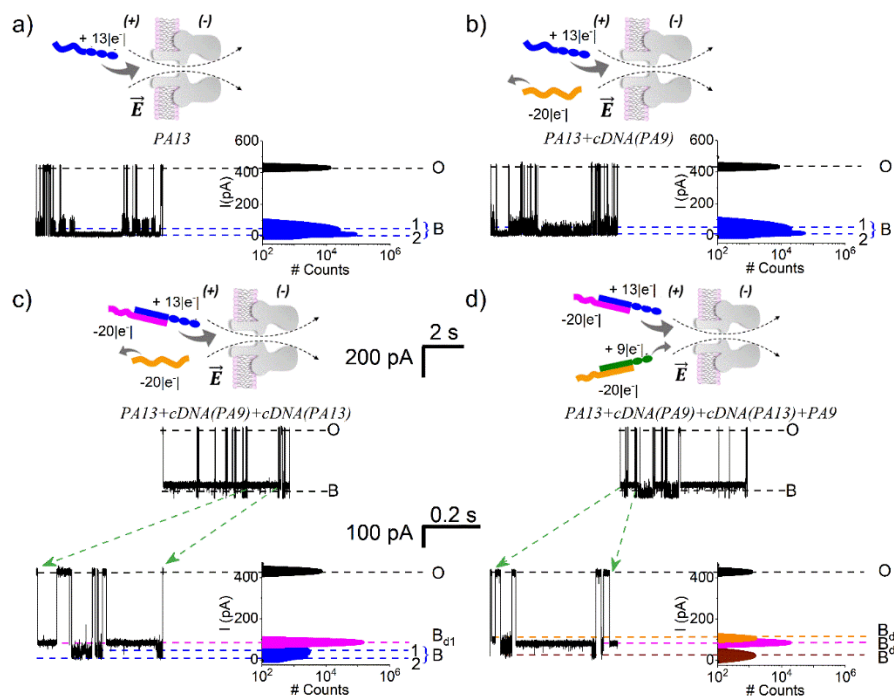 a)
(+)
(-)
+ 13|e⁻|
E
PA13
600
400
200
0
I(pA)
O
1
2
B
10² 10⁴ 10⁶
# Counts
b)
(+)
(-)
+ 13|e⁻|
-20|e⁻|
E
PA13+cDNA(PA9)
600
400
200
0
I (pA)
O
1
2
B
10² 10⁴ 10⁶
# Counts
c)
(+)
(-)
+ 13|e⁻|
-20|e⁻|
-20|e⁻|
E
2 s
200 pA
PA13+cDNA(PA9)+cDNA(PA13)
O
B
0.2 s
100 pA
400
200
0
I (pA)
O
Bd1
1
2
B
10² 10⁴ 10⁶
# Counts
d)
(+)
(-)
+ 13|e⁻|
-20|e⁻|
+ 9|e⁻|
-20|e⁻|
E
PA13+cDNA(PA9)+cDNA(PA13)+PA9
O
B
400
200
0
I (pA)
O
Bd
B
10² 10⁴ 10⁶
# Counts